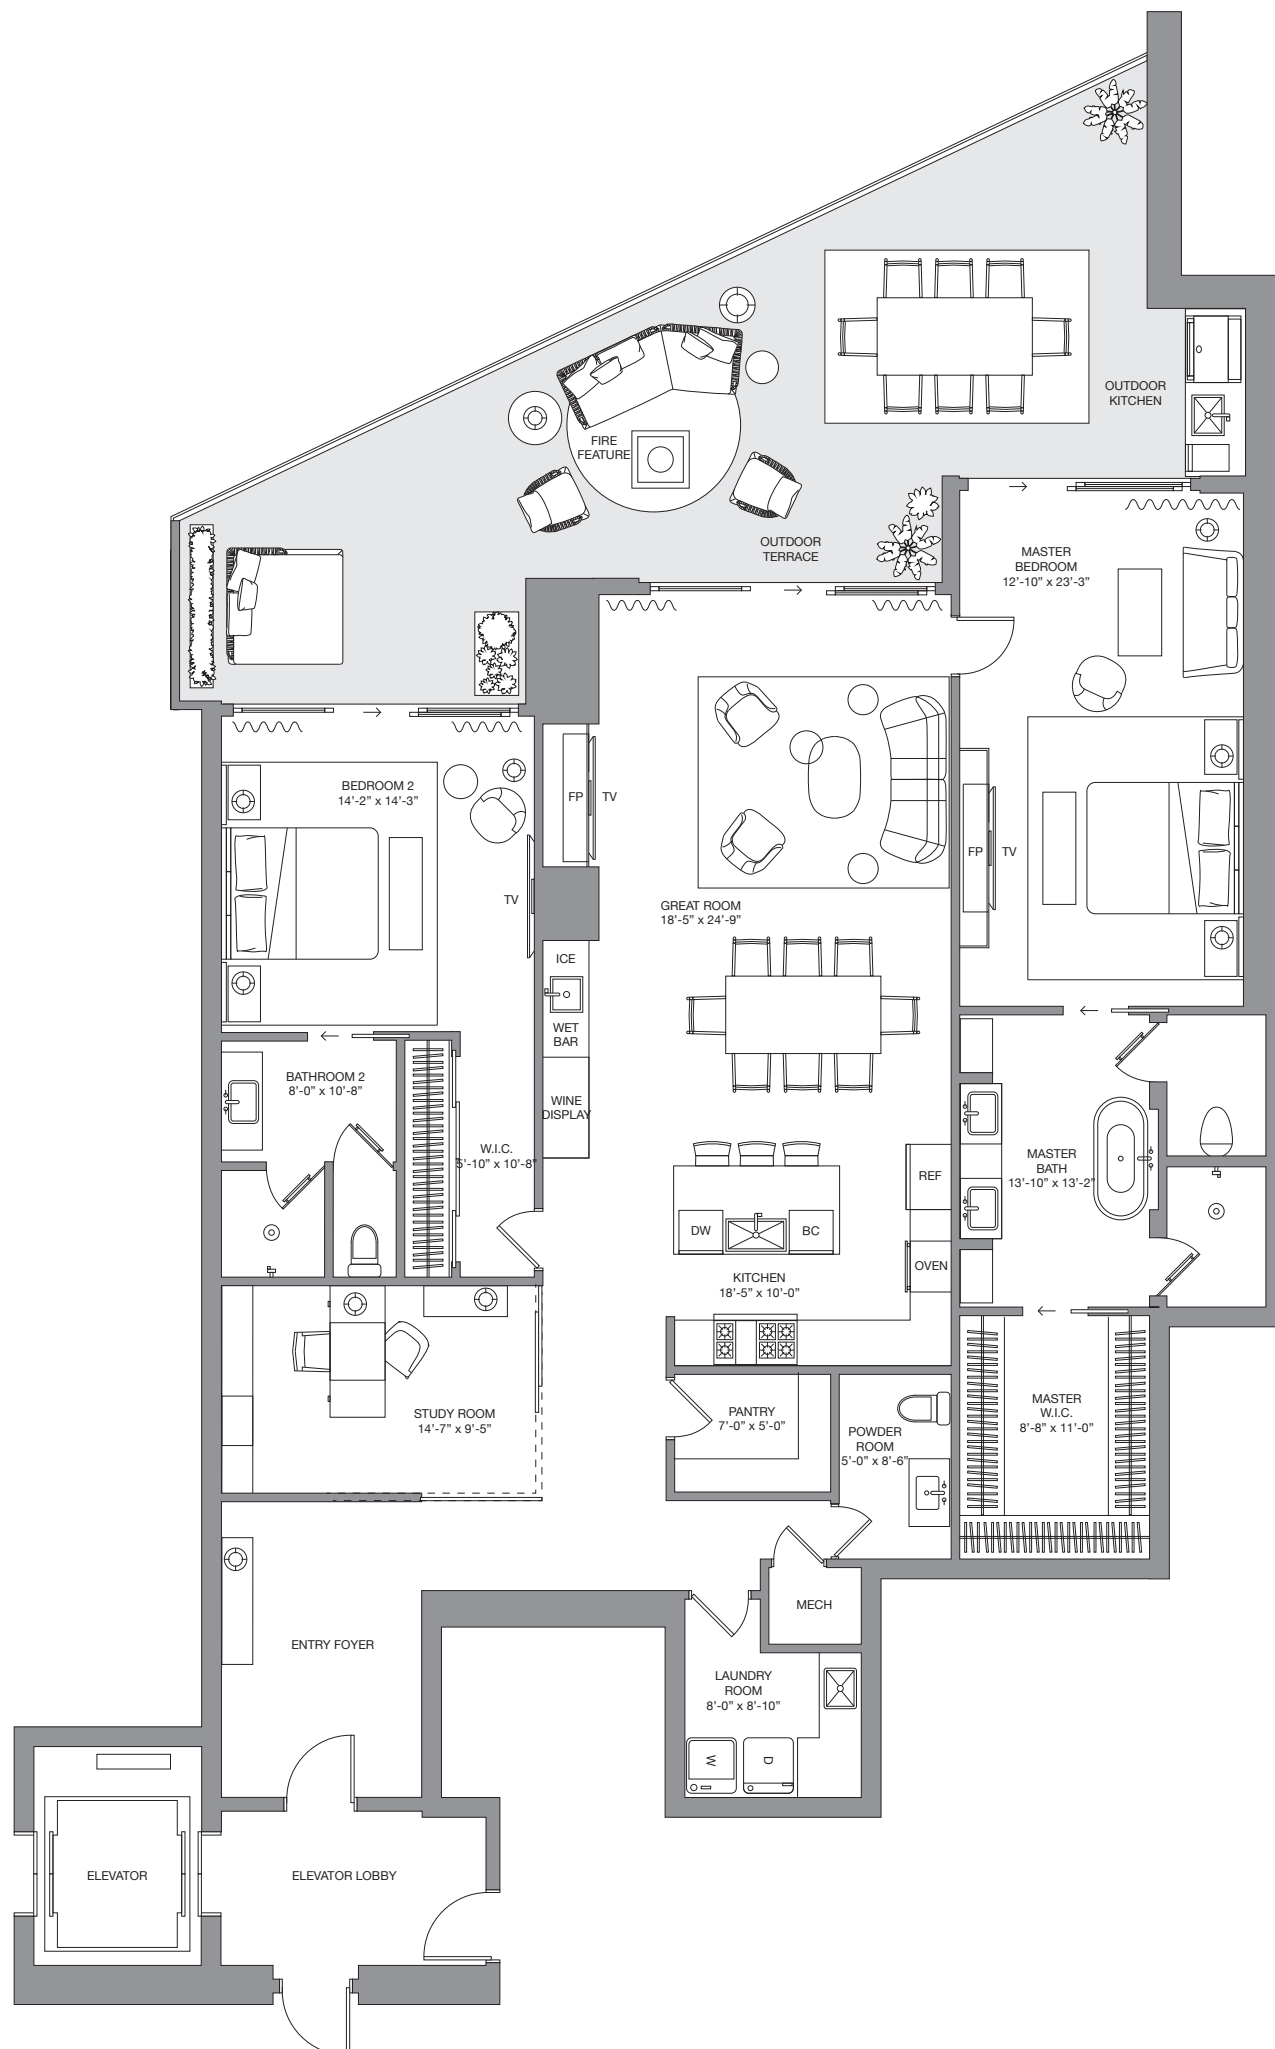 OUTDOOR
KITCHEN
FIRE
FEATURE
OUTDOOR
TERRACE
MASTER
BEDROOM
12’-10” x 23’-3”
BEDROOM 2
14’-2” x 14’-3”
FP
TV
TV
FP
TV
GREAT ROOM
18’-5” x 24’-9”
ICE
WET
BAR
WINE
DISPLAY
BATHROOM 2
8’-0” x 10’-8”
W.I.C.
5’-10” x 10’-8”
MASTER
BATH
13’-10” x 13’-2”
REF
DW
BC
OVEN
KITCHEN
18’-5” x 10’-0”
STUDY ROOM
14’-7” x 9’-5”
PANTRY
7’-0” x 5’-0”
POWDER
ROOM
5’-0” x 8’-6”
MASTER
W.I.C.
8’-8” x 11’-0”
MECH
ENTRY FOYER
LAUNDRY
ROOM
8’-0” x 8’-10”
W
D
ELEVATOR
ELEVATOR LOBBY